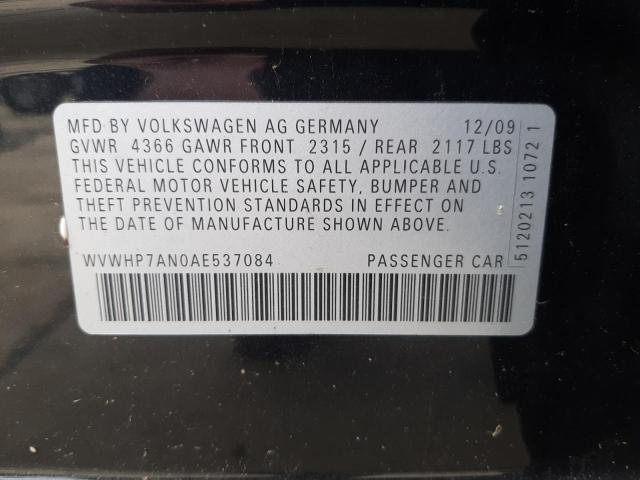 MFD BY VOLKSWAGEN AG GERMANY 12/09
GVWR 4366 GAWR FRONT 2315 / REAR 2117 LBS
THIS VEHICLE CONFORMS TO ALL APPLICABLE U.S.
FEDERAL MOTOR VEHICLE SAFETY, BUMPER AND
THEFT PREVENTION STANDARDS IN EFFECT ON
THE DATE OF MANUFACTURE SHOWN ABOVE.
WVWHP7AN0AE537084 PASSENGER CAR
5120213 1072 1